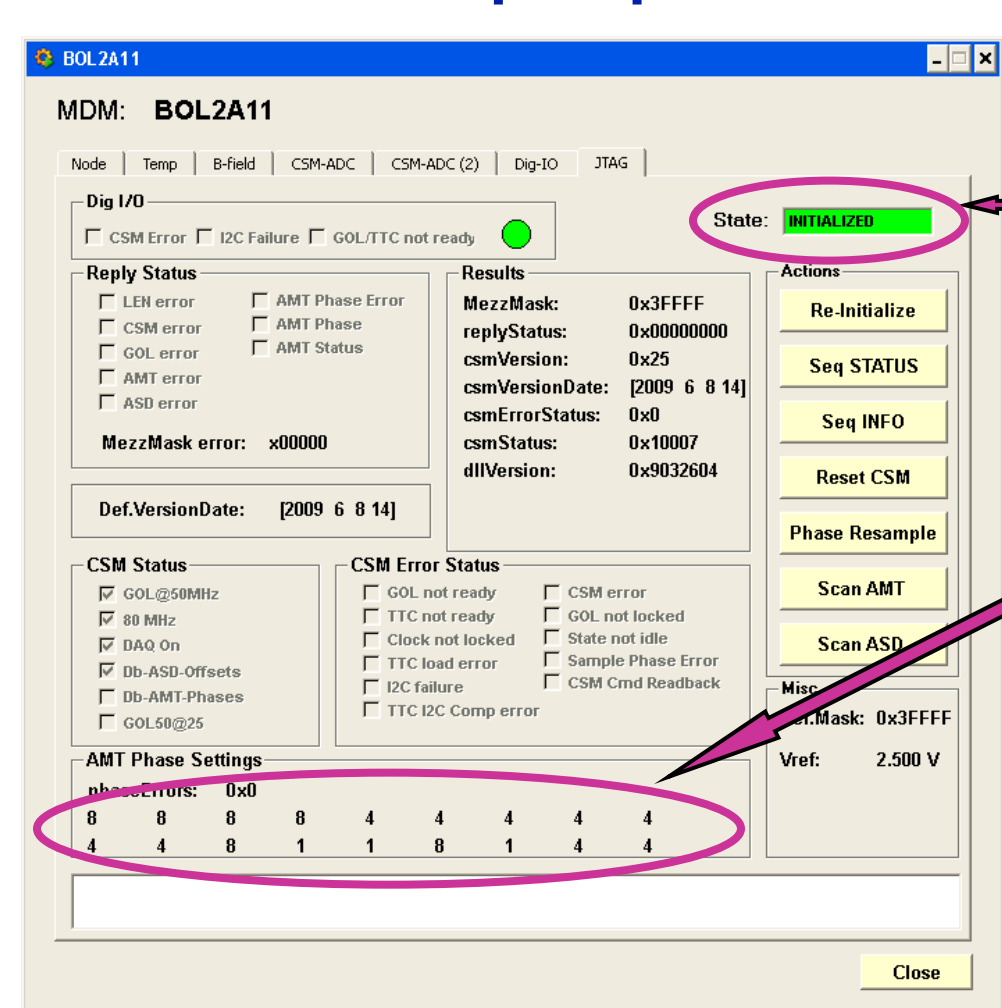 BOL2A11
MDM: BOL2A11
Node Temp B-field CSM-ADC CSM-ADC (2) Dig-IO JTAG
Dig I/O
CSM Error I2C Failure GOL/TTC not ready
State: INITIALIZED
Reply Status
LEN error AMT Phase Error
CSM error AMT Phase
GOL error AMT Status
AMT error
ASD error
MezzMask error: x00000
Def.VersionDate: [2009 6 8 14]
Results
MezzMask: 0x3FFFF
replyStatus: 0x00000000
csmVersion: 0x25
csmVersionDate: [2009 6 8 14]
csmErrorStatus: 0x0
csmStatus: 0x10007
dllVersion: 0x9032604
Actions
Re-Initialize
Seq STATUS
Seq INFO
Reset CSM
Phase Resample
Scan AMT
Scan ASD
CSM Status
GOL@50MHz
80 MHz
DAQ On
Db-ASD-Offsets
Db-AMT-Phases
GOL50@25
CSM Error Status
GOL not ready CSM error
TTC not ready GOL not locked
Clock not locked State not idle
TTC load error Sample Phase Error
I2C failure CSM Cmd Readback
TTC I2C Comp error
Misc
Mask: 0x3FFFF
Vref: 2.500 V
AMT Phase Settings
phaseErrors: 0x0
8 8 8 8 4 4 4 4 4
4 4 8 1 1 8 1 4 4
Close